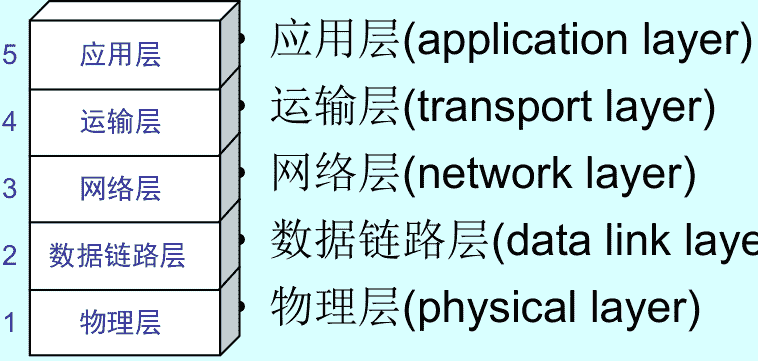 5 应用层 • 应用层(application layer)
4 运输层 • 运输层(transport layer)
3 网络层 • 网络层(network layer)
2 数据链路层 • 数据链路层(data link laye
1 物理层 • 物理层(physical layer)